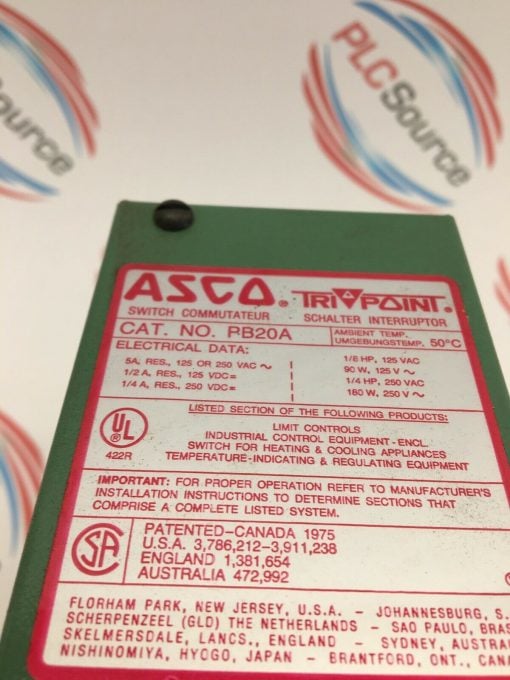 PLCSource
PLCSource
ASCO® TRI POINT®
SWITCH COMMUTATEUR SCHALTER INTERRUPTOR
CAT. NO. PB20A
AMBIENT TEMP.
UMGEBUNGSTEMP. 50°C
ELECTRICAL DATA:
5A, RES., 125 OR 250 VAC ~
1/2 A, RES., 125 VDC=
1/4 A, RES., 250 VDC=
1/8 HP, 125 VAC
90 W, 125 V ~
1/4 HP, 250 VAC
160 W, 250 V ~
LISTED SECTION OF THE FOLLOWING PRODUCTS:
UL®
422R
LIMIT CONTROLS
INDUSTRIAL CONTROL EQUIPMENT-ENCL.
SWITCH FOR HEATING & COOLING APPLIANCES
TEMPERATURE-INDICATING & REGULATING EQUIPMENT
IMPORTANT: FOR PROPER OPERATION REFER TO MANUFACTURER'S
INSTALLATION INSTRUCTIONS TO DETERMINE SECTIONS THAT
COMPRISE A COMPLETE LISTED SYSTEM.
SA
PATENTED-CANADA 1975
U.S.A. 3,786,212-3,911,238
ENGLAND 1,381,654
AUSTRALIA 472,992
FLORHAM PARK, NEW JERSEY, U.S.A. – JOHANNESBURG, S.
SCHERPENZEEL (GLD) THE NETHERLANDS – SAO PAULO, BRAS
SKELMERSDALE, LANCS., ENGLAND – SYDNEY, AUSTRA
NISHINOMIYA, HYOGO, JAPAN – BRANTFORD, ONT., CANA